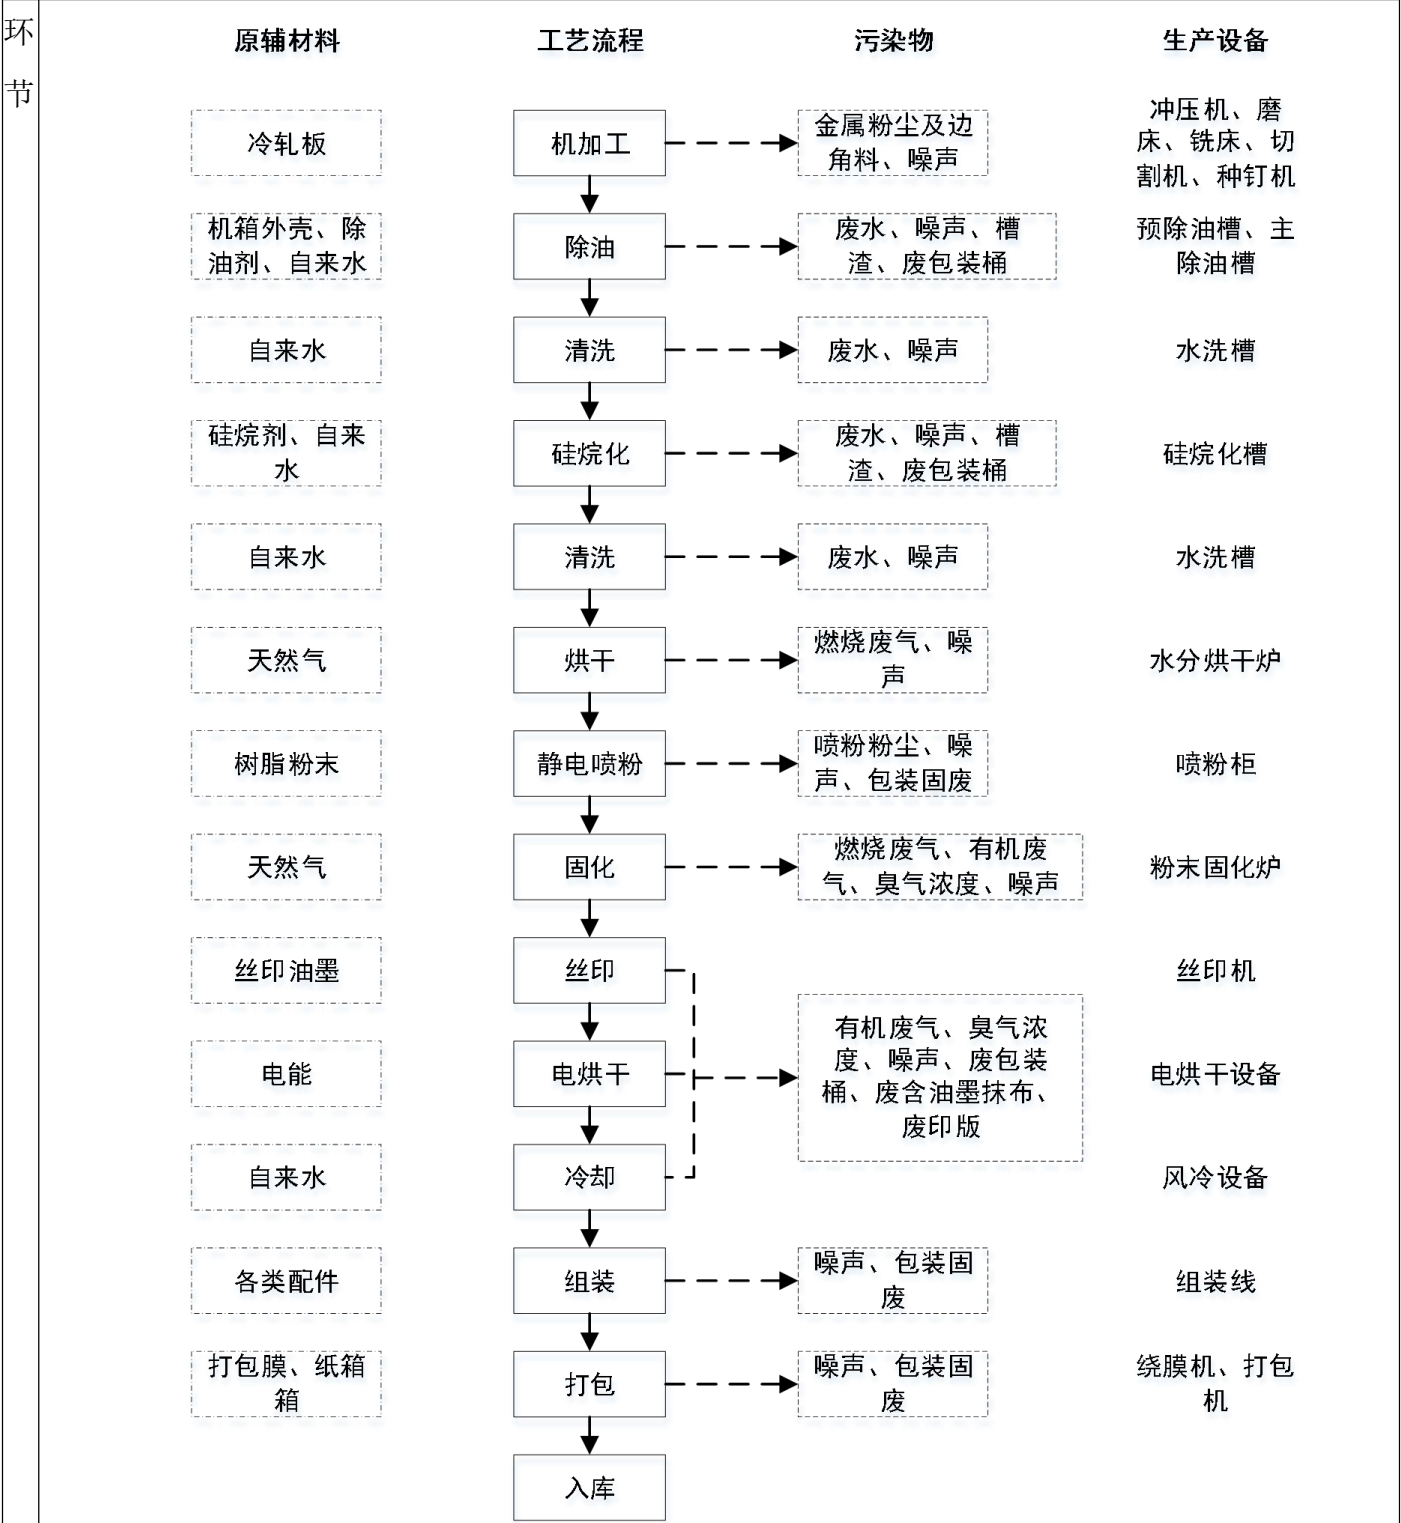 环
节
原辅材料 工艺流程 污染物 生产设备
冷轧板
机加工
金属粉尘及边
角料、噪声
冲压机、磨
床、铣床、切
割机、种钉机
机箱外壳、除
油剂、自来水
除油
废水、噪声、槽
渣、废包装桶
预除油槽、主
除油槽
自来水
清洗
废水、噪声
水洗槽
硅烷剂、自来
水
硅烷化
废水、噪声、槽
渣、废包装桶
硅烷化槽
自来水
清洗
废水、噪声
水洗槽
天然气
烘干
燃烧废气、噪
声
水分烘干炉
树脂粉末
静电喷粉
喷粉粉尘、噪
声、包装固废
喷粉柜
天然气
固化
燃烧废气、有机废
气、臭气浓度、噪声
粉末固化炉
丝印油墨
丝印
丝印机
电能
电烘干
有机废气、臭气浓
度、噪声、废包装
桶、废含油墨抹布、
废印版
电烘干设备
自来水
冷却
风冷设备
各类配件
组装
噪声、包装固
废
组装线
打包膜、纸箱
箱
打包
噪声、包装固
废
绕膜机、打包
机
入库